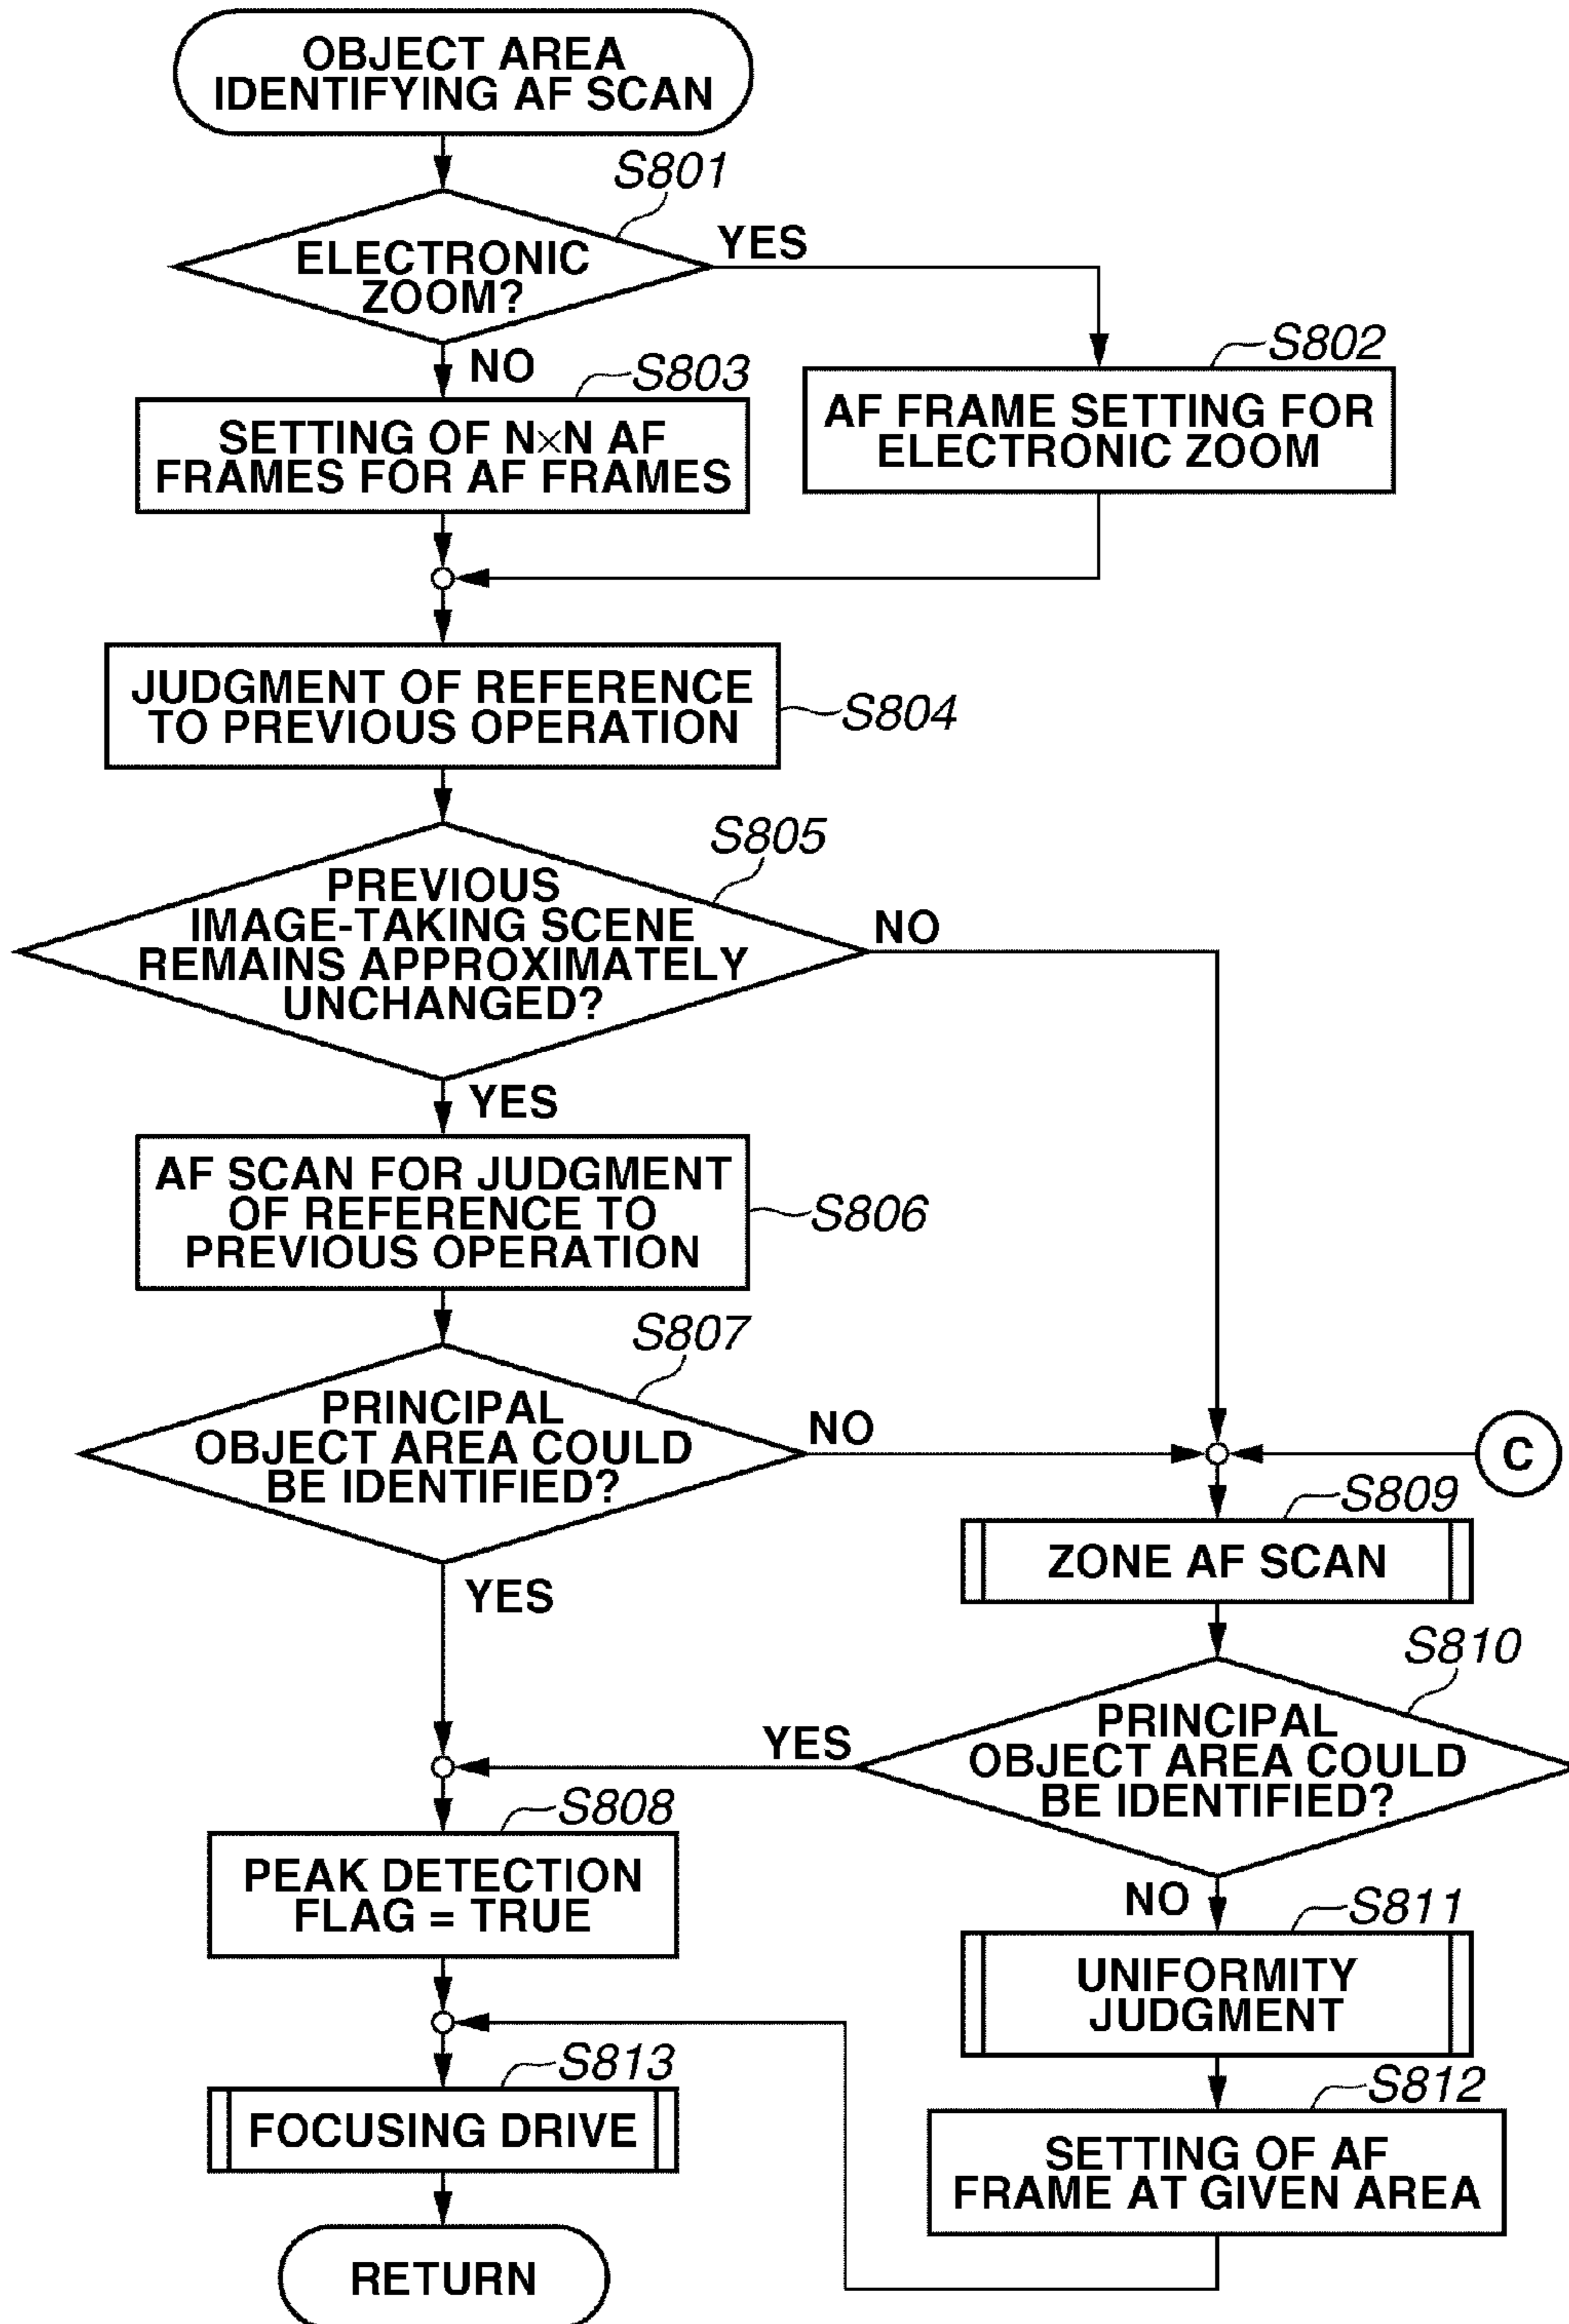 OBJECT AREA
IDENTIFYING AF SCAN
S801
ELECTRONIC
ZOOM?
YES
NO
S802
AF FRAME SETTING FOR
ELECTRONIC ZOOM
S803
SETTING OF N×N AF
FRAMES FOR AF FRAMES
JUDGMENT OF REFERENCE
TO PREVIOUS OPERATION
S804
S805
PREVIOUS
IMAGE-TAKING SCENE
REMAINS APPROXIMATELY
UNCHANGED?
NO
YES
AF SCAN FOR JUDGMENT
OF REFERENCE TO
PREVIOUS OPERATION
S806
S807
PRINCIPAL
OBJECT AREA COULD
BE IDENTIFIED?
NO
C
YES
S809
ZONE AF SCAN
S810
PRINCIPAL
OBJECT AREA COULD
BE IDENTIFIED?
YES
NO
S808
PEAK DETECTION
FLAG = TRUE
S811
UNIFORMITY
JUDGMENT
S812
SETTING OF AF
FRAME AT GIVEN AREA
S813
FOCUSING DRIVE
RETURN